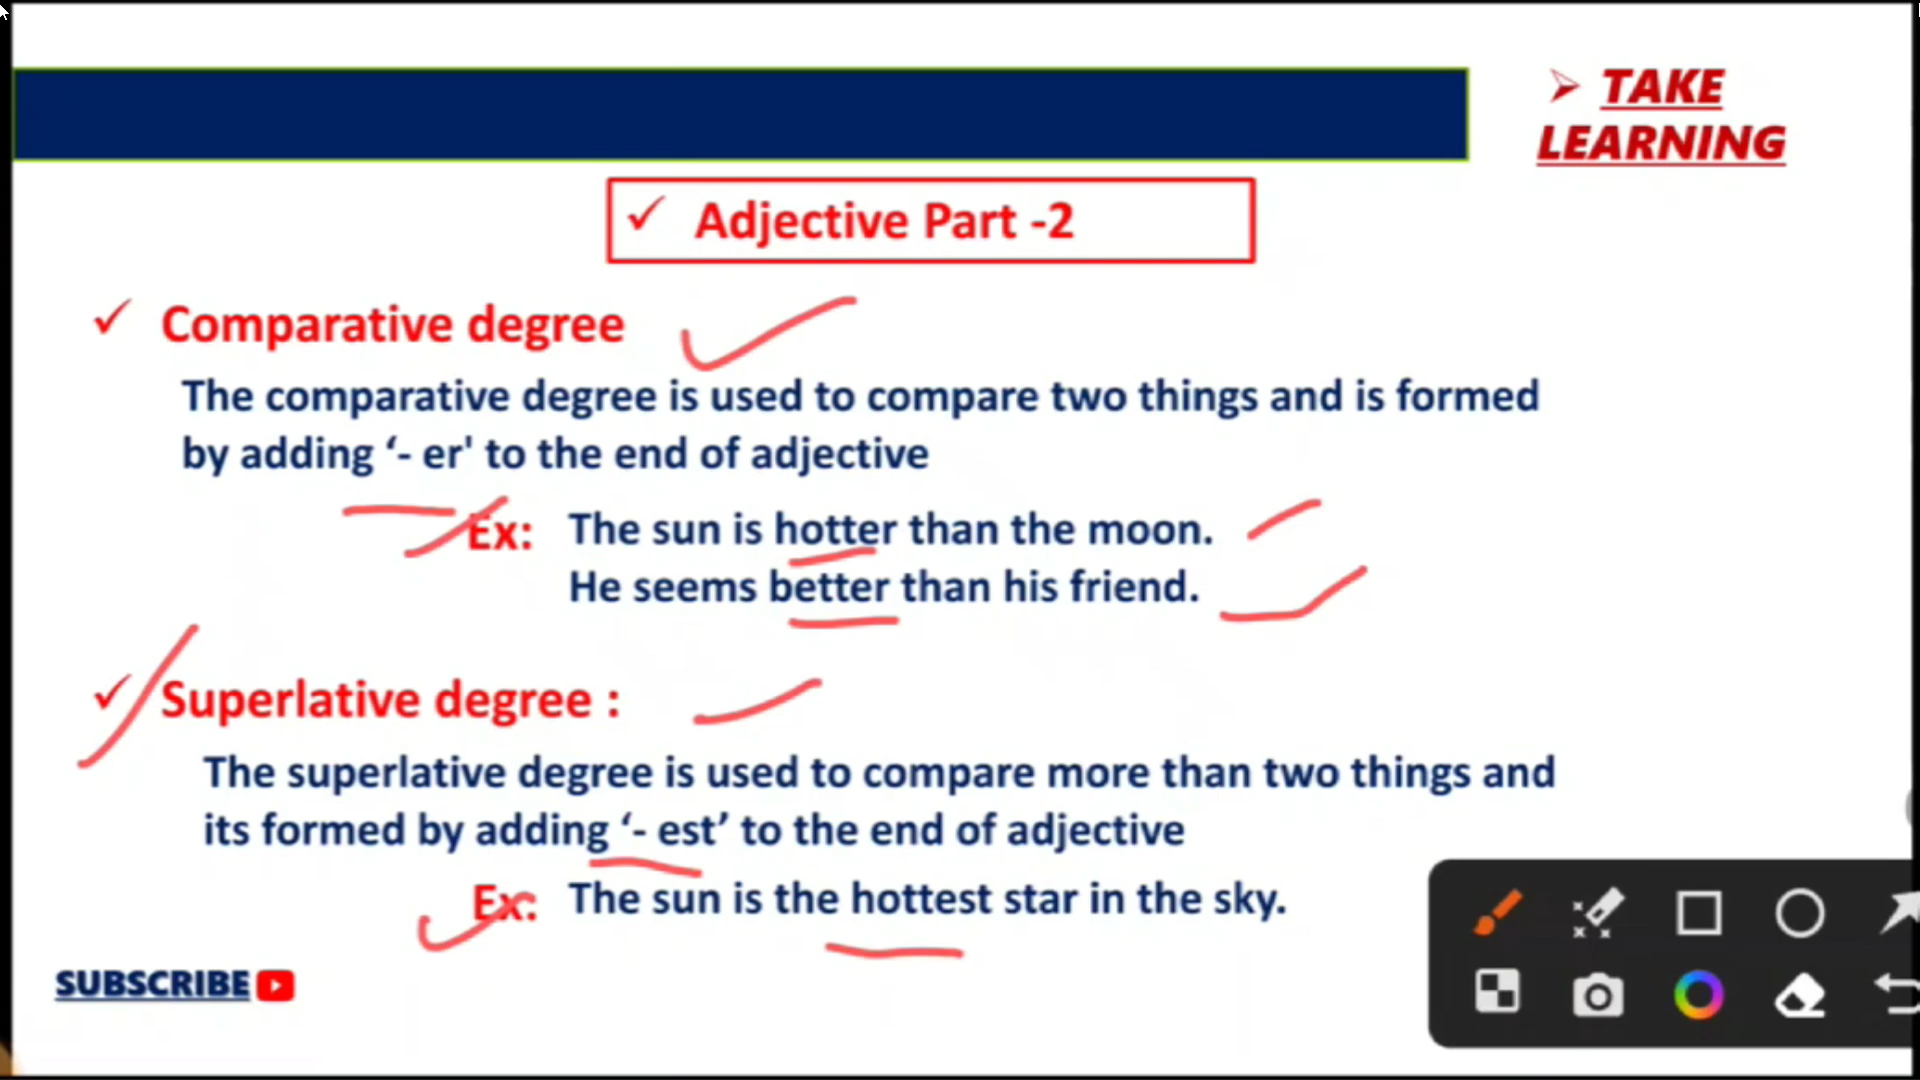 TAKE
LEARNING
Adjective Part -2
Comparative degree
The comparative degree is used to compare two things and is formed
by adding ‘- er' to the end of adjective
Ex: The sun is hotter than the moon.
He seems better than his friend.
Superlative degree :
The superlative degree is used to compare more than two things and
its formed by adding ‘- est’ to the end of adjective
Ex: The sun is the hottest star in the sky.
SUBSCRIBE